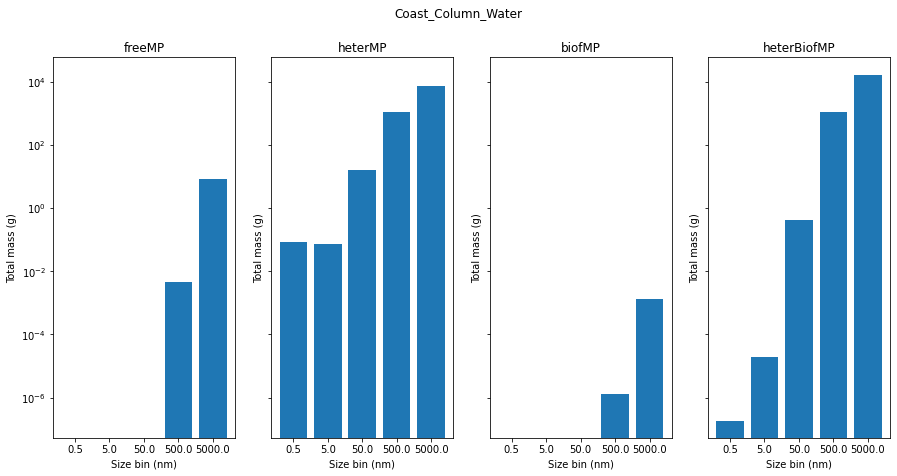 Coast_Column_Water
freeMP
heterMP
biofMP
heterBiofMP
Total mass (g)
10^4
10^2
10^0
10^-2
10^-4
10^-6
0.5 5.0 50.0 500.0 5000.0
Size bin (nm)
Total mass (g)
0.5 5.0 50.0 500.0 5000.0
Size bin (nm)
Total mass (g)
0.5 5.0 50.0 500.0 5000.0
Size bin (nm)
Total mass (g)
0.5 5.0 50.0 500.0 5000.0
Size bin (nm)